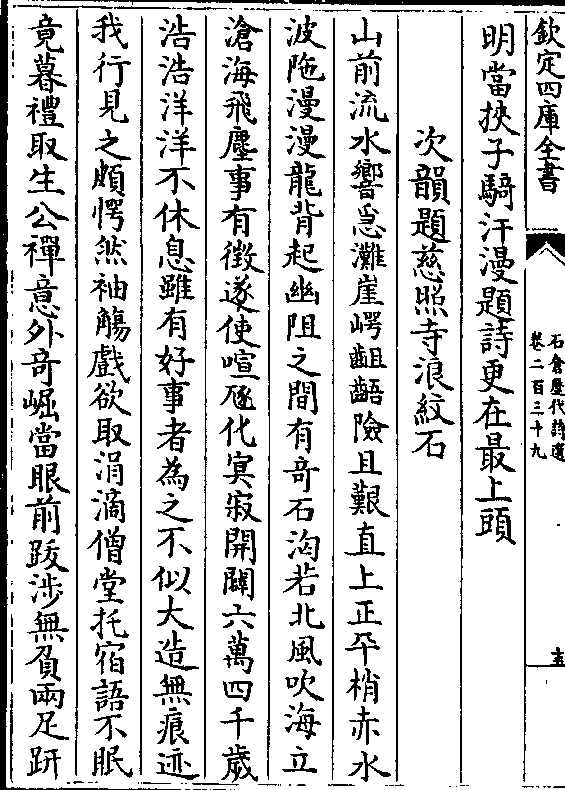 欽定四庫全書
石倉歷代詩選
卷二百三十九
明當挾子騎汗漫題詩更在最上頭
次韻題慈照寺浪紋石
山前流水響急灘崖崿齟齬險且艱直上正平梢赤水
波陁漫漫龍背起幽阻之間有奇石洶若北風吹海立
滄海飛塵事有徵遂使喧豗化冥寂開闢六萬四千歲
浩浩洋洋不休息雖有好事者為之不似大造無痕迹
我行見之頗愕然袖觴戲欲取涓滴僧堂托宿語不眠
竟暮禮取生公禪意外奇崛當眼前跋涉無負兩足趼